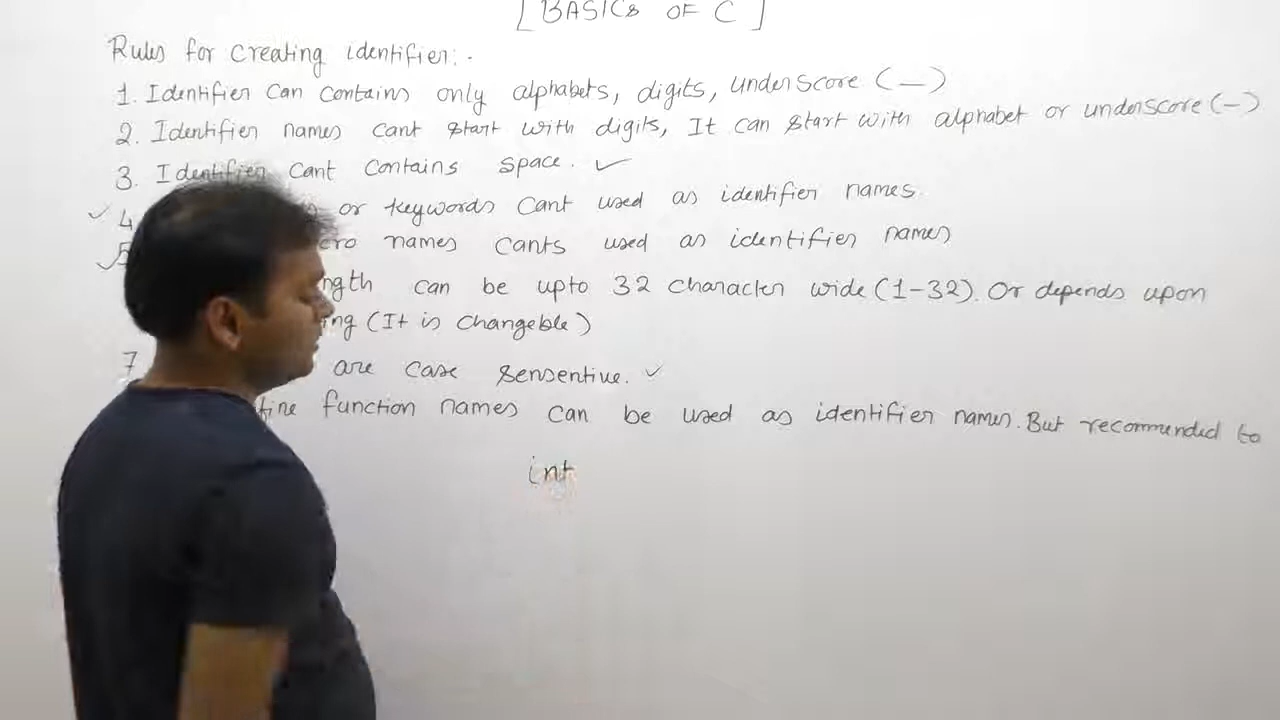 [ BASICS OF C ]
Rules for creating identifier:-
1. Identifier can contains only alphabets, digits, underscore (_)
2. Identifier names cant start with digits, It can start with alphabet or underscore (-)
3. Identifier cant contains space. ✓
✓ 4. or keywords cant used as identifier names.
✓ 5 names cants used as identifier names
can be upto 32 character wide (1-32). Or depends upon
(It is changeable)
7 are case sensentive. ✓
function names can be used as identifier names. But recommended to
int